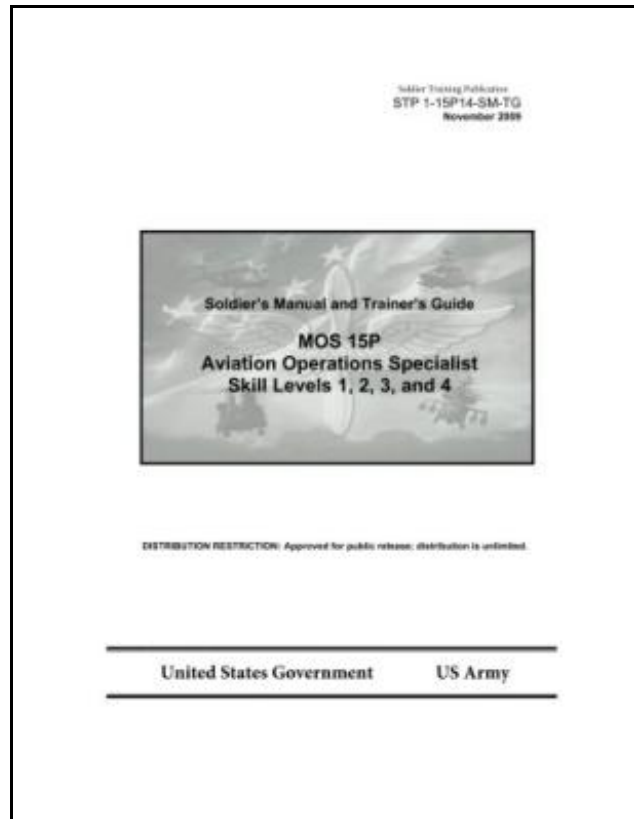 Soldier Training Publication
STP 1-15P14-SM-TG
November 2009
Soldier's Manual and Trainer's Guide
MOS 15P
Aviation Operations Specialist
Skill Levels 1, 2, 3, and 4
DISTRIBUTION RESTRICTION: Approved for public release; distribution is unlimited.
United States Government US Army